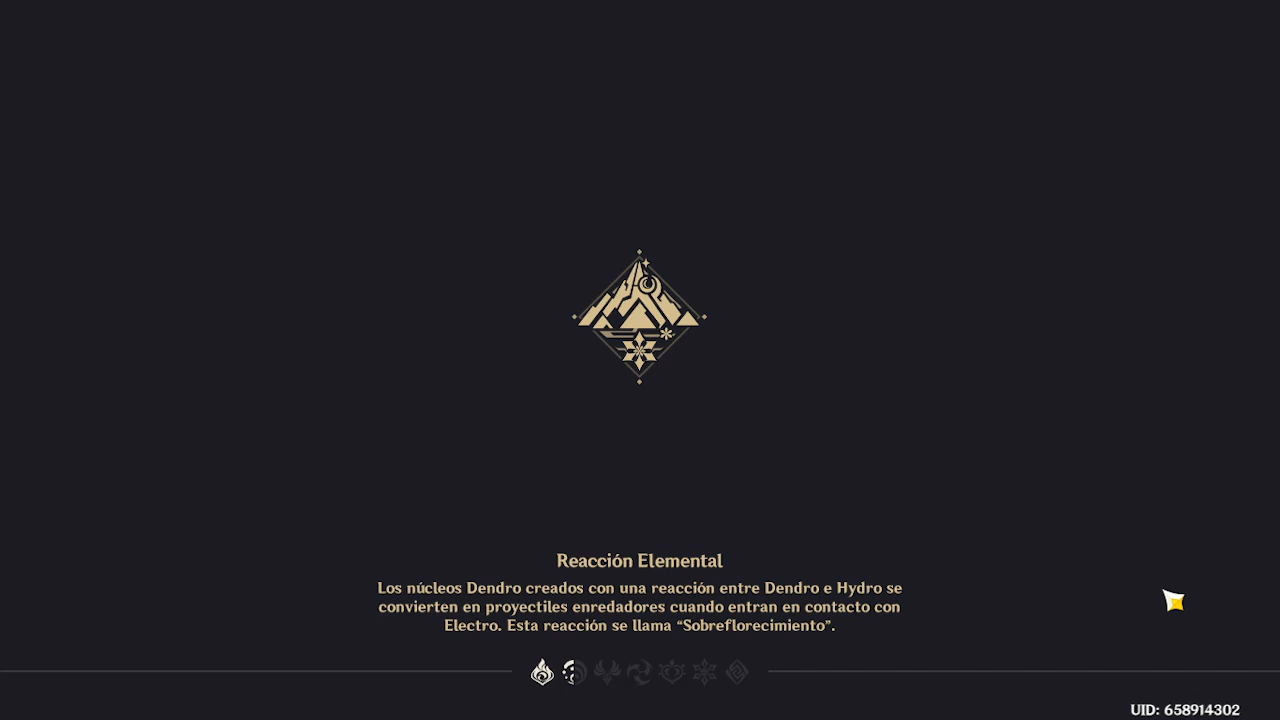 Reacción Elemental
Los núcleos Dendro creados con una reacción entre Dendro e Hydro se
convierten en proyectiles enredadores cuando entran en contacto con
Electro. Esta reacción se llama “Sobreflorecimiento”.
UID: 658914302